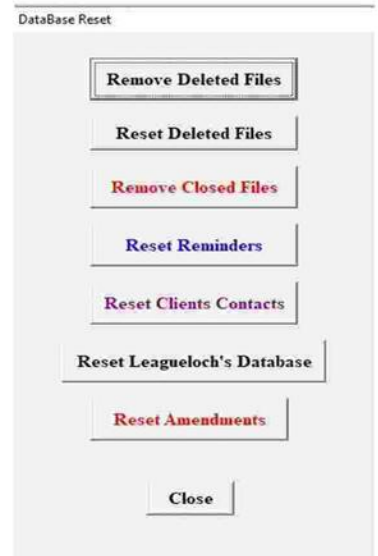 DataBase Reset
Remove Deleted Files
Reset Deleted Files
Remove Closed Files
Reset Reminders
Reset Clients Contacts
Reset Leagueloch's Database
Reset Amendments
Close